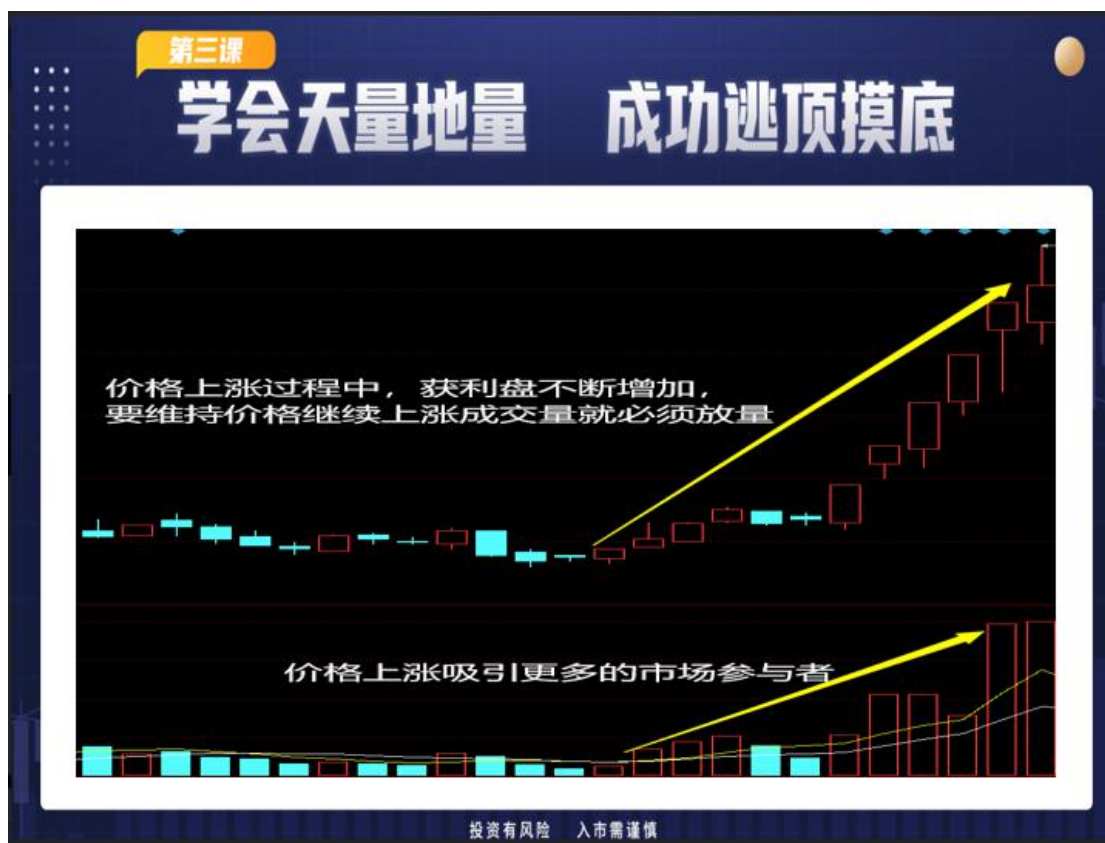 第三课
学会天量地量 成功逃顶摸底
价格上涨过程中，获利盘不断增加，
要维持价格继续上涨成交量就必须放量
价格上涨吸引更多的市场参与者
投资有风险 入市需谨慎